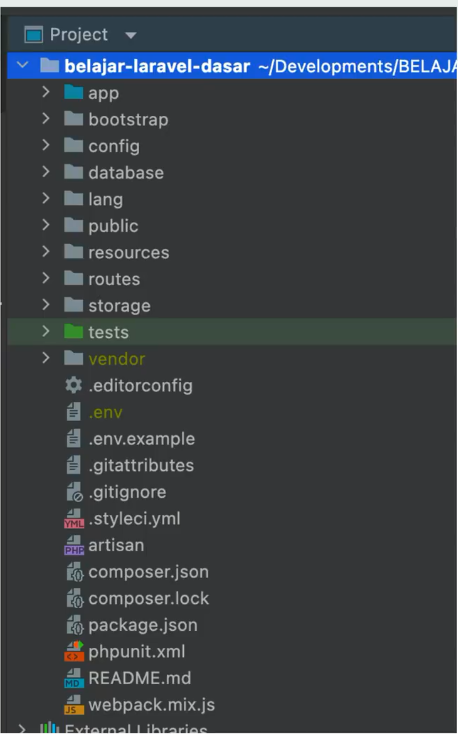 Project
belajar-laravel-dasar ~/Developments/BELAJA
app
bootstrap
config
database
lang
public
resources
routes
storage
tests
vendor
.editorconfig
.env
.env.example
.gitattributes
.gitignore
YML .styleci.yml
PHP artisan
composer.json
composer.lock
package.json
phpunit.xml
MD README.md
JS webpack.mix.js
External Libraries